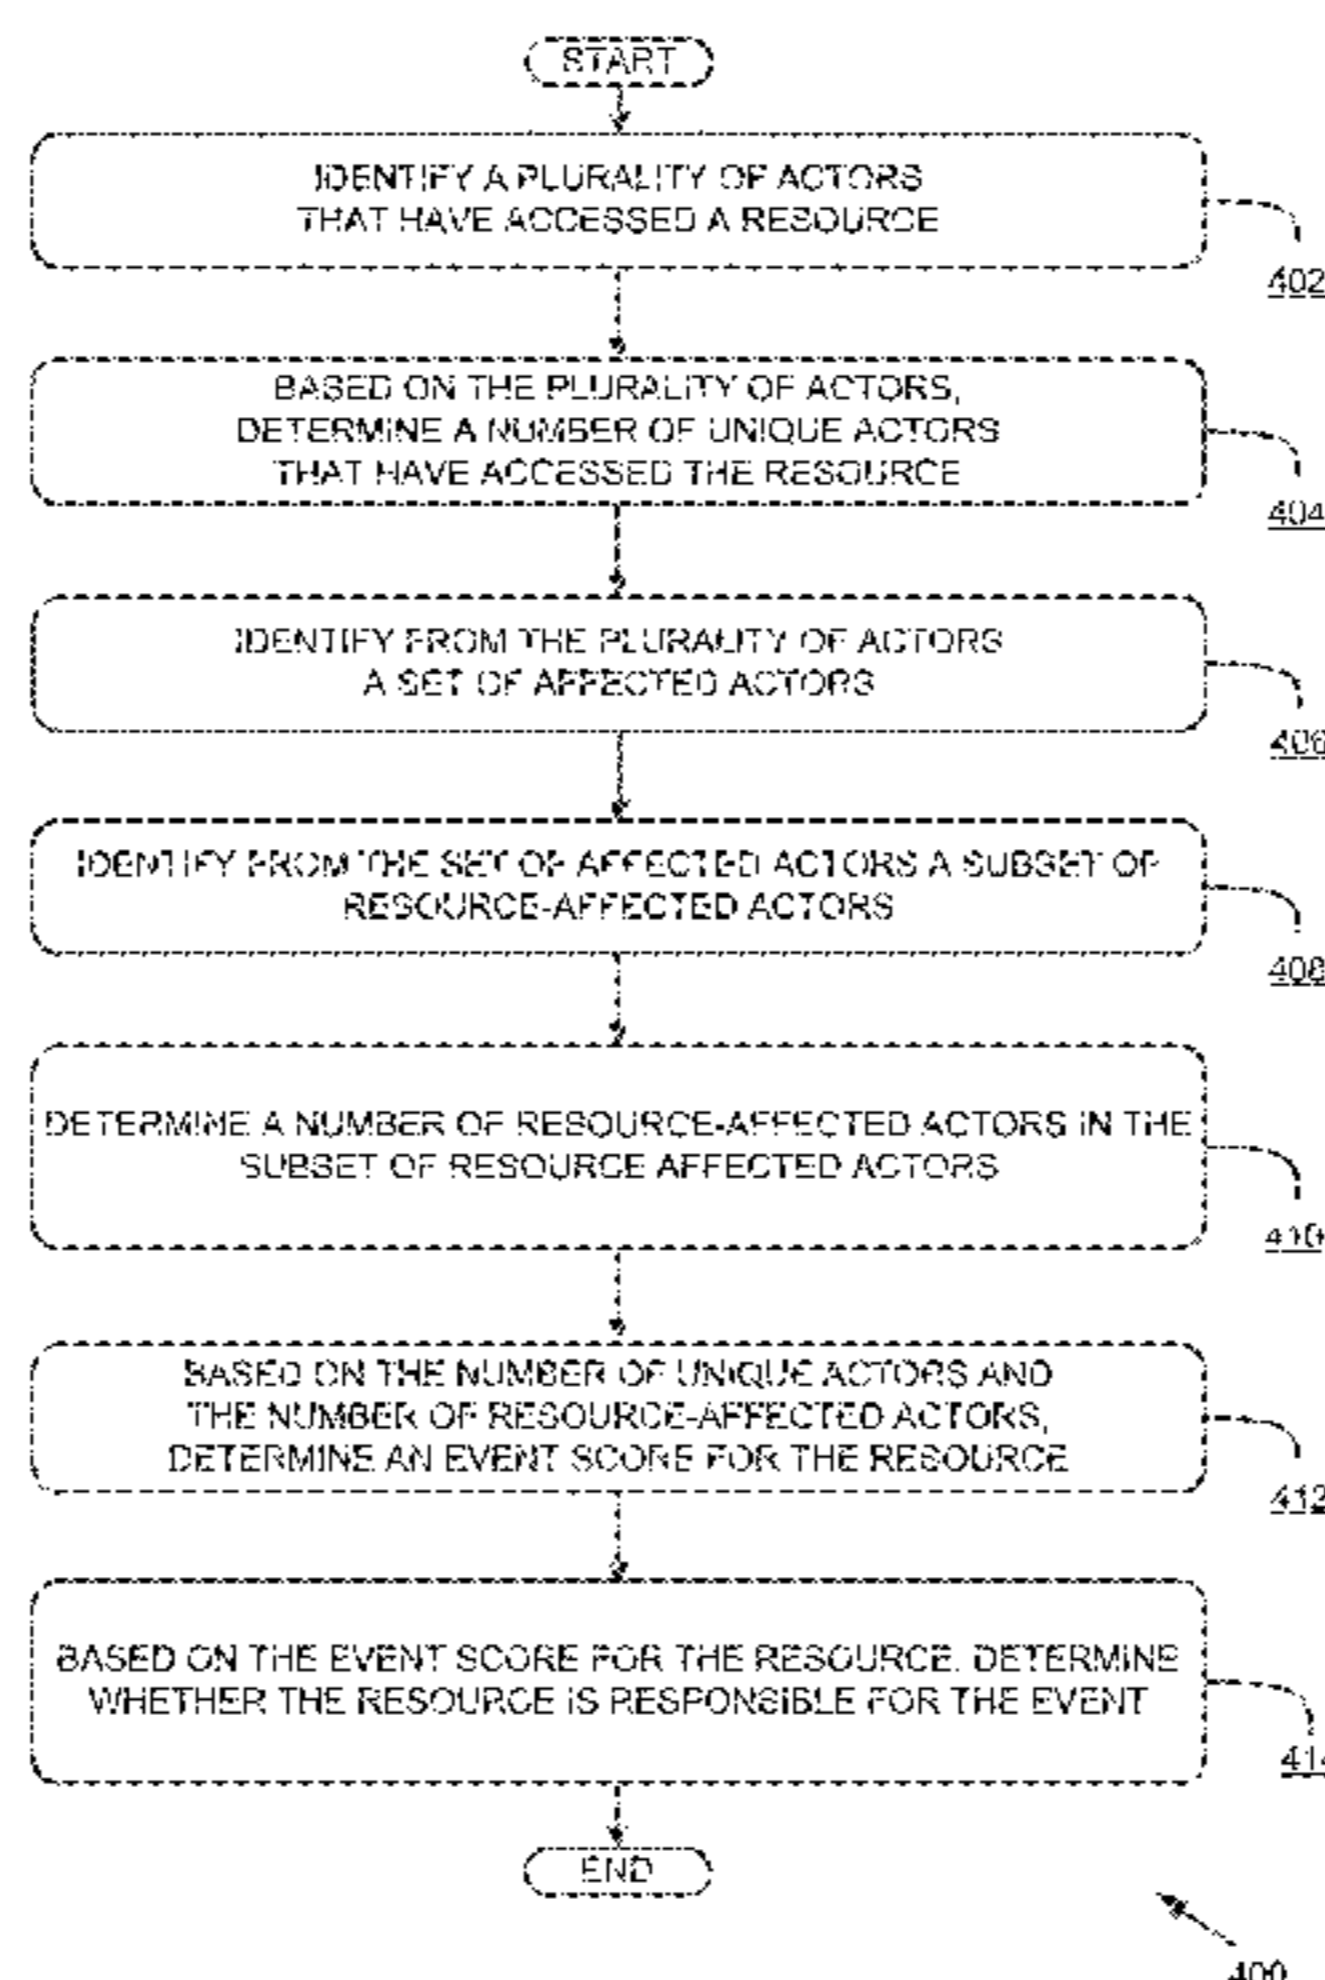 START
IDENTIFY A PLURALITY OF ACTORS
THAT HAVE ACCESSED A RESOURCE
402
BASED ON THE PLURALITY OF ACTORS,
DETERMINE A NUMBER OF UNIQUE ACTORS
THAT HAVE ACCESSED THE RESOURCE
404
IDENTIFY FROM THE PLURALITY OF ACTORS
A SET OF AFFECTED ACTORS
406
IDENTIFY FROM THE SET OF AFFECTED ACTORS A SUBSET OF
RESOURCE-AFFECTED ACTORS
408
DETERMINE A NUMBER OF RESOURCE-AFFECTED ACTORS IN THE
SUBSET OF RESOURCE AFFECTED ACTORS
410
BASED ON THE NUMBER OF UNIQUE ACTORS AND
THE NUMBER OF RESOURCE-AFFECTED ACTORS,
DETERMINE AN EVENT SCORE FOR THE RESOURCE
412
BASED ON THE EVENT SCORE FOR THE RESOURCE, DETERMINE
WHETHER THE RESOURCE IS RESPONSIBLE FOR THE EVENT
414
END
400